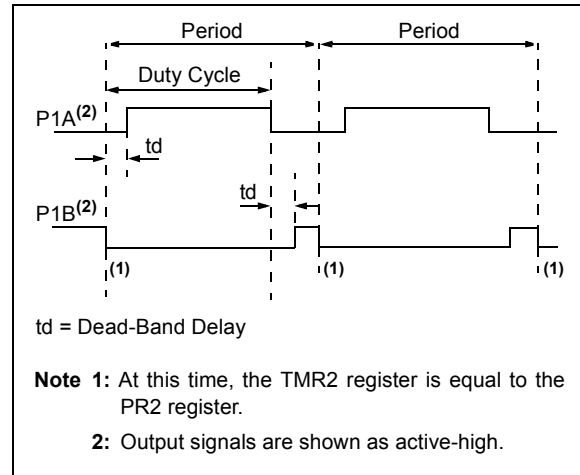 Period Period
Duty Cycle
P1A(2)
td
td
P1B(2)
(1) (1) (1)
td = Dead-Band Delay
Note 1: At this time, the TMR2 register is equal to the
PR2 register.
2: Output signals are shown as active-high.